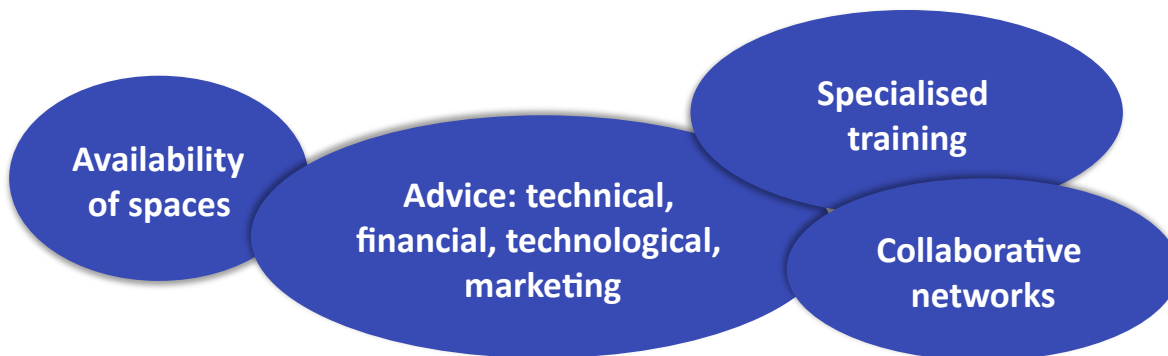 Availability
of spaces
Advice: technical,
financial, technological,
marketing
Specialised
training
Collaborative
networks